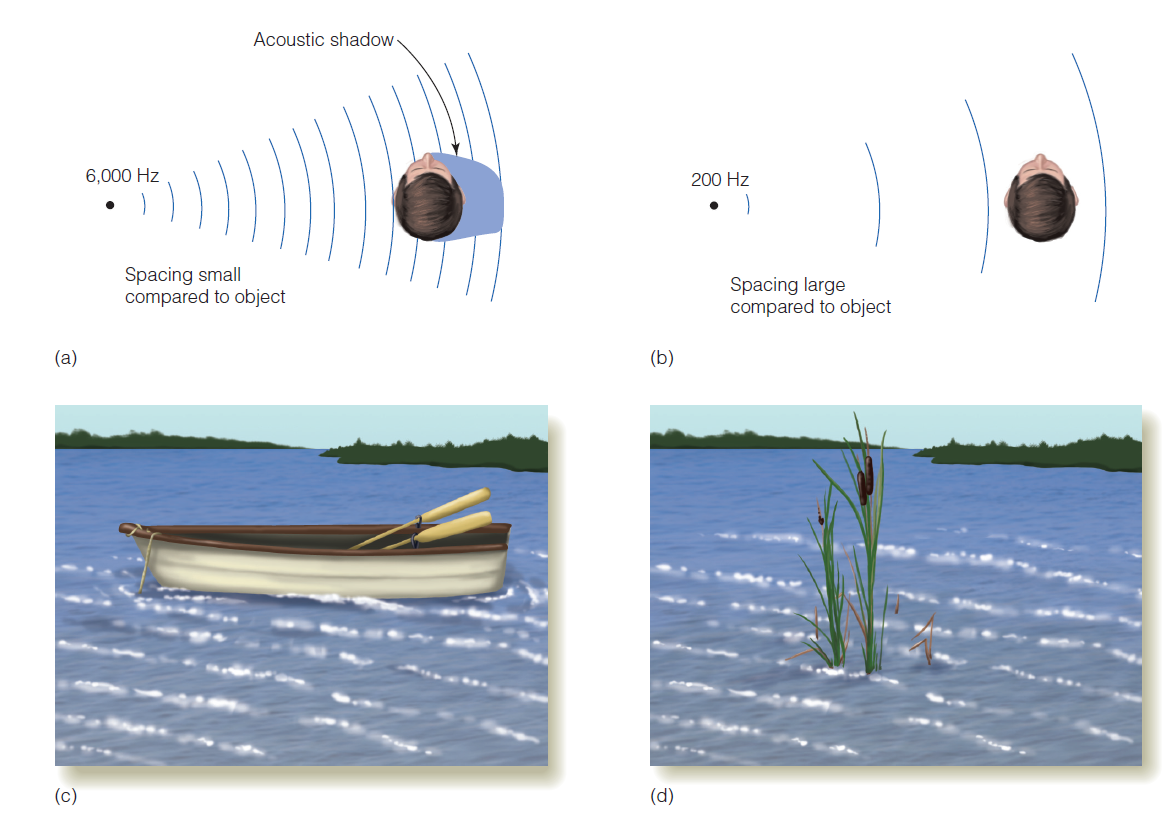 Acoustic shadow
6,000 Hz
Spacing small
compared to object
(a)
200 Hz
Spacing large
compared to object
(b)
(c)
(d)